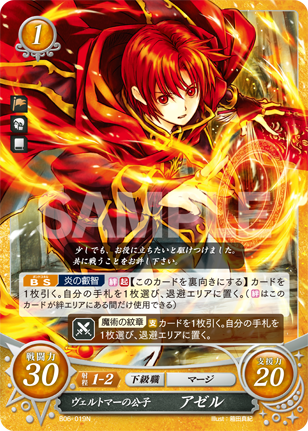 1
SAMPLE
少しでも、お役に立ちたいと駆けつけました。
共に戦うことをお許し下さい。
BS 炎の叡智 絆 起 【このカードを裏向きにする】カードを
1枚引く。自分の手札を1枚選び、退避エリアに置く。(絆はこの
カードが絆エリアにある間だけ使用できる)
魔術の紋章 支 カードを1枚引く。自分の手札を1枚選び、
退避エリアに置く。
戦闘力
30
射程 1-2 下級職 マージ
支援力
20
ヴェルトマーの公子 アゼル
B06-019N